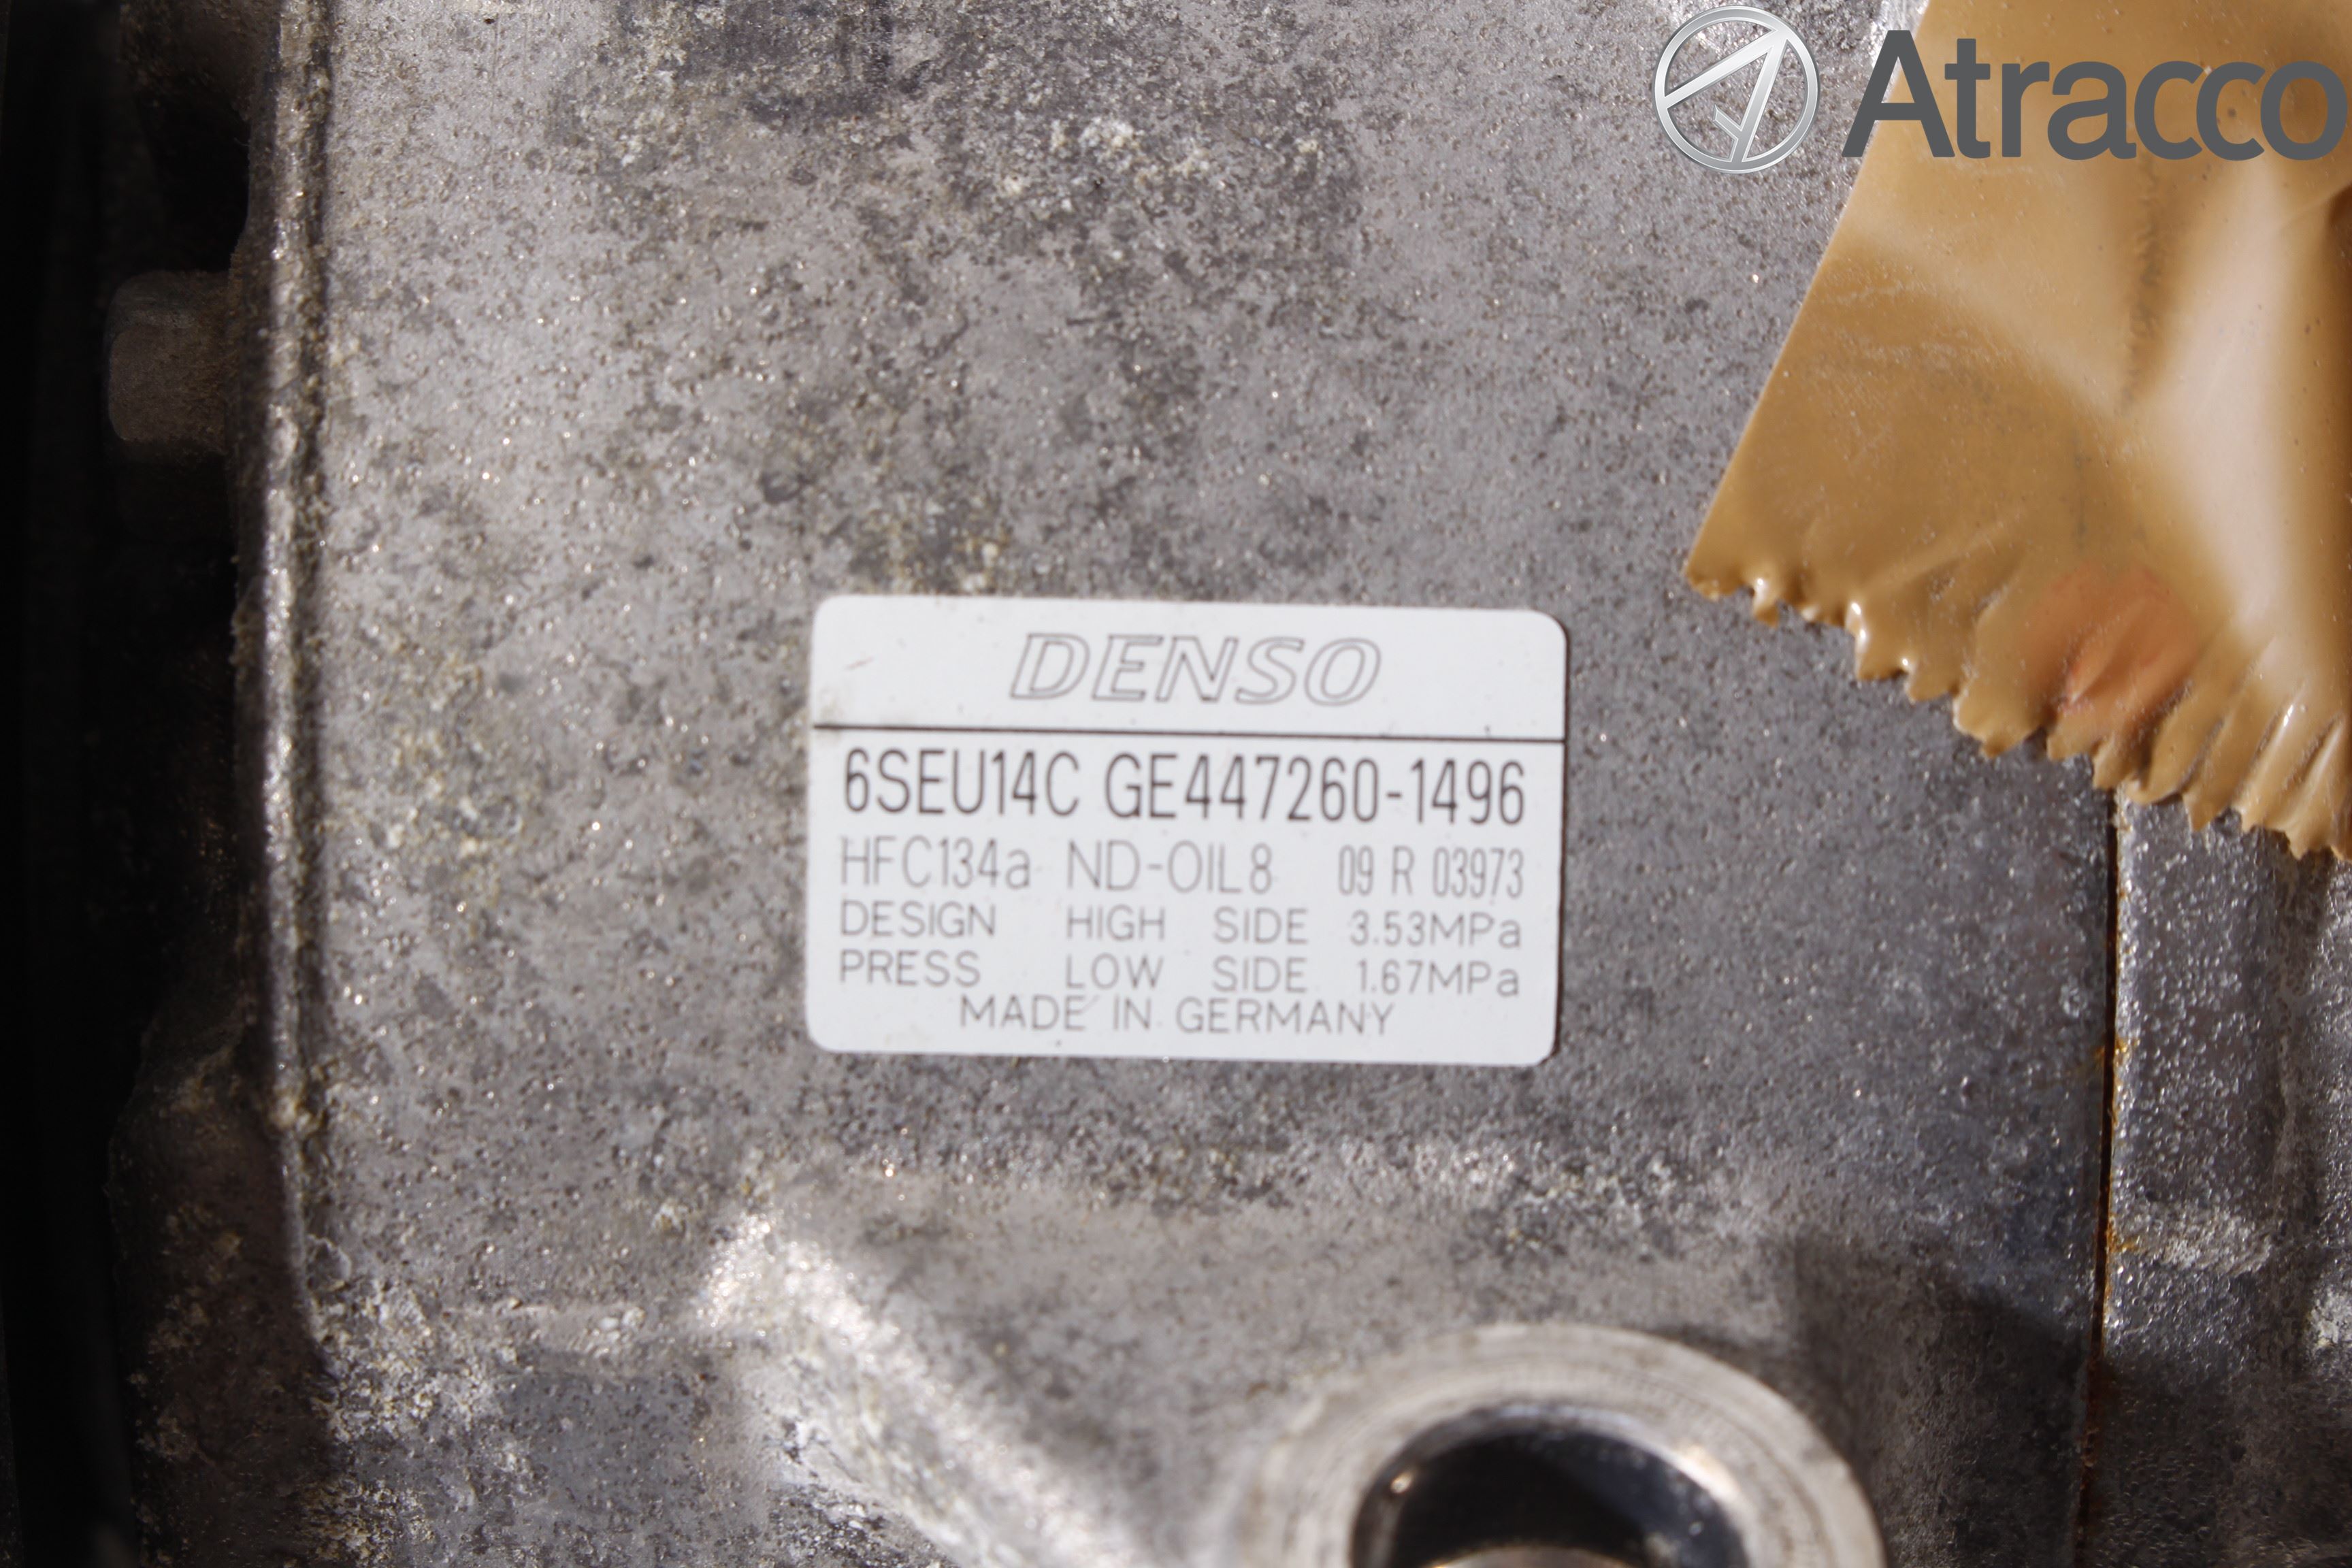 Atracco
DENSO
6SEU14C GE447260-1496
HFC134a ND-OIL8 09 R 03973
DESIGN HIGH SIDE 3.53MPa
PRESS LOW SIDE 1.67MPa
MADE IN GERMANY